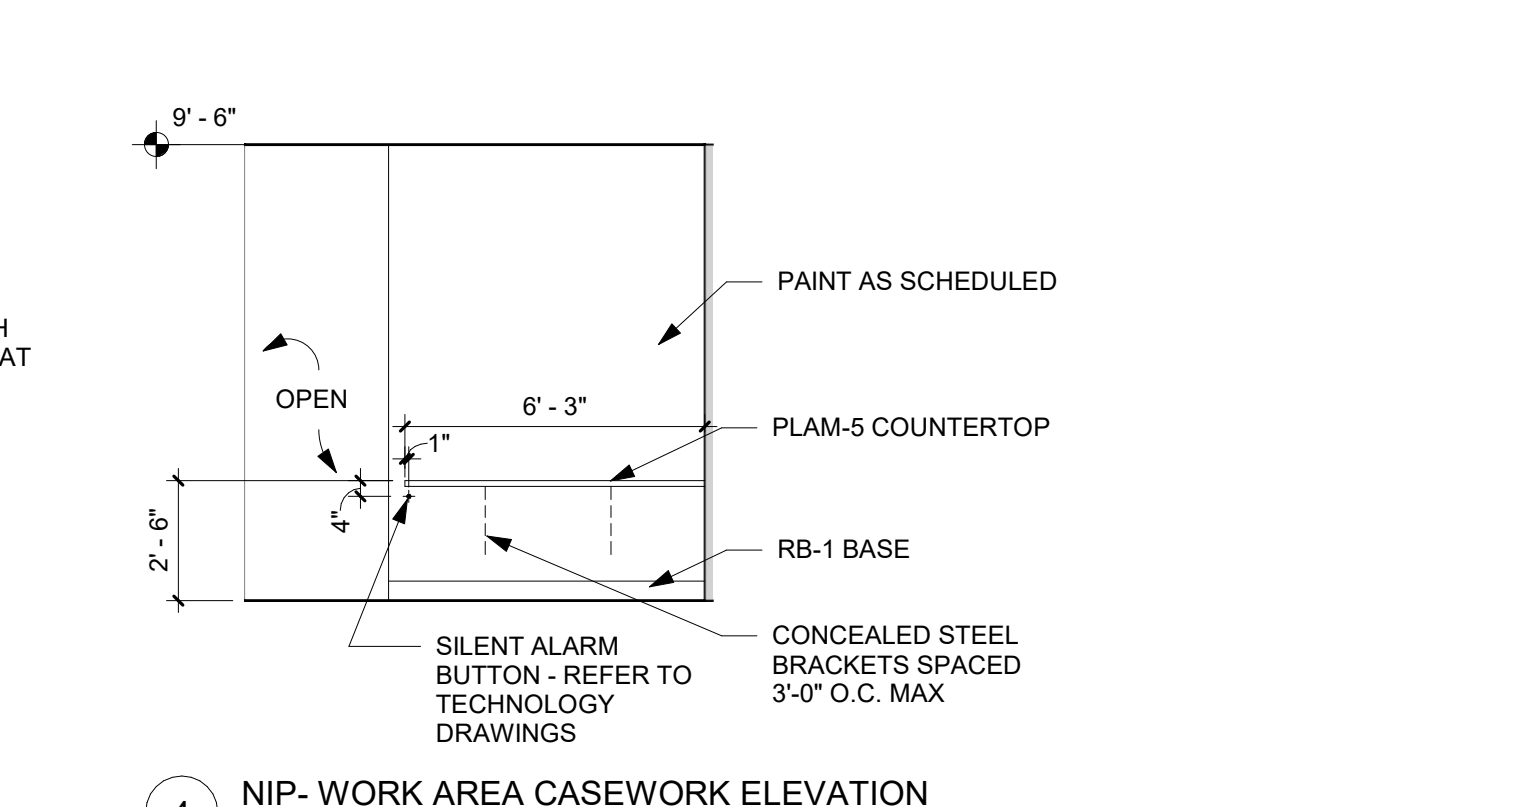 9' - 6"
PAINT AS SCHEDULED
H
AT
OPEN
6' - 3"
1"
PLAM-5 COUNTERTOP
4"
2' - 6"
RB-1 BASE
SILENT ALARM
BUTTON - REFER TO
TECHNOLOGY
DRAWINGS
CONCEALED STEEL
BRACKETS SPACED
3'-0" O.C. MAX
NIP- WORK AREA CASEWORK ELEVATION